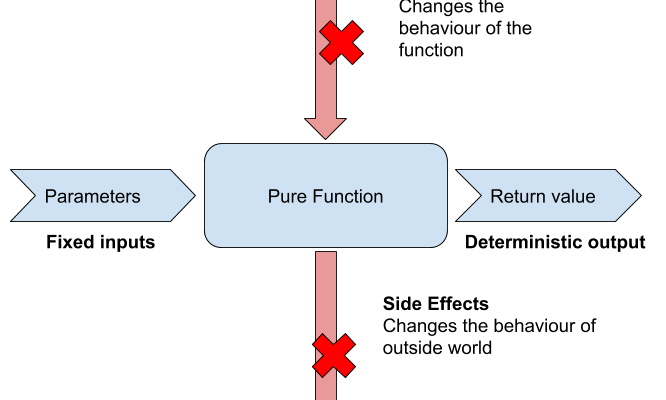 Changes the
behaviour of the
function
Parameters
Pure Function
Return value
Fixed inputs
Deterministic output
Side Effects
Changes the behaviour of
outside world